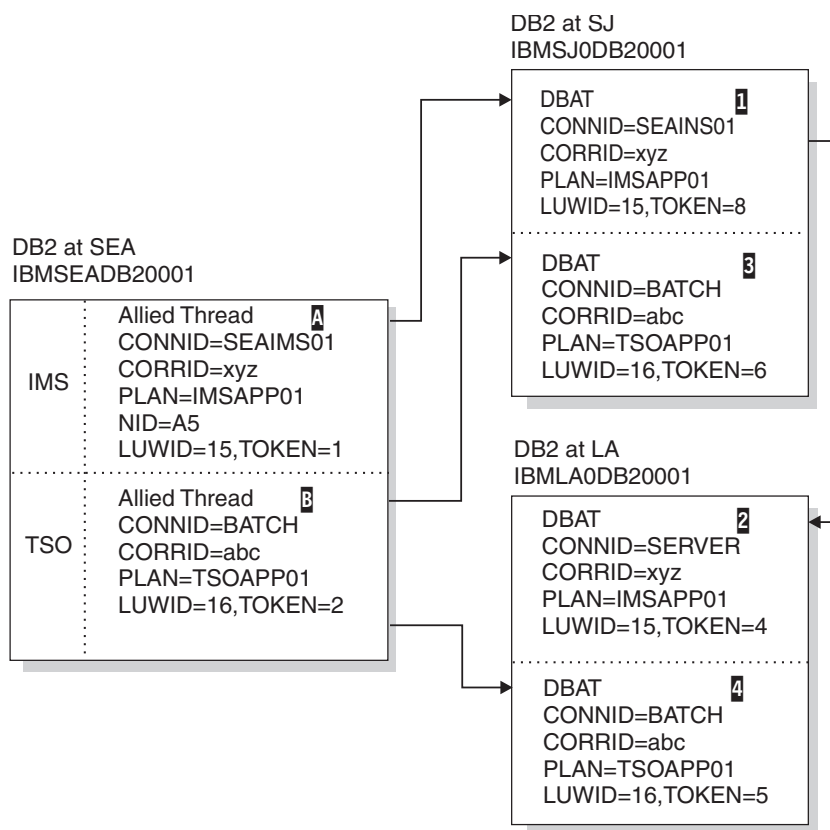 DB2 at SJ
IBMSJ0DB20001
DBAT 1
CONNID=SEAINS01
CORRID=xyz
PLAN=IMSAPP01
LUWID=15,TOKEN=8
DBAT 3
CONNID=BATCH
CORRID=abc
PLAN=TSOAPP01
LUWID=16,TOKEN=6
DB2 at SEA
IBMSEADB20001
IMS
Allied Thread A
CONNID=SEAIMS01
CORRID=xyz
PLAN=IMSAPP01
NID=A5
LUWID=15,TOKEN=1
TSO
Allied Thread B
CONNID=BATCH
CORRID=abc
PLAN=TSOAPP01
LUWID=16,TOKEN=2
DB2 at LA
IBMLA0DB20001
DBAT 2
CONNID=SERVER
CORRID=xyz
PLAN=IMSAPP01
LUWID=15,TOKEN=4
DBAT 4
CONNID=BATCH
CORRID=abc
PLAN=TSOAPP01
LUWID=16,TOKEN=5